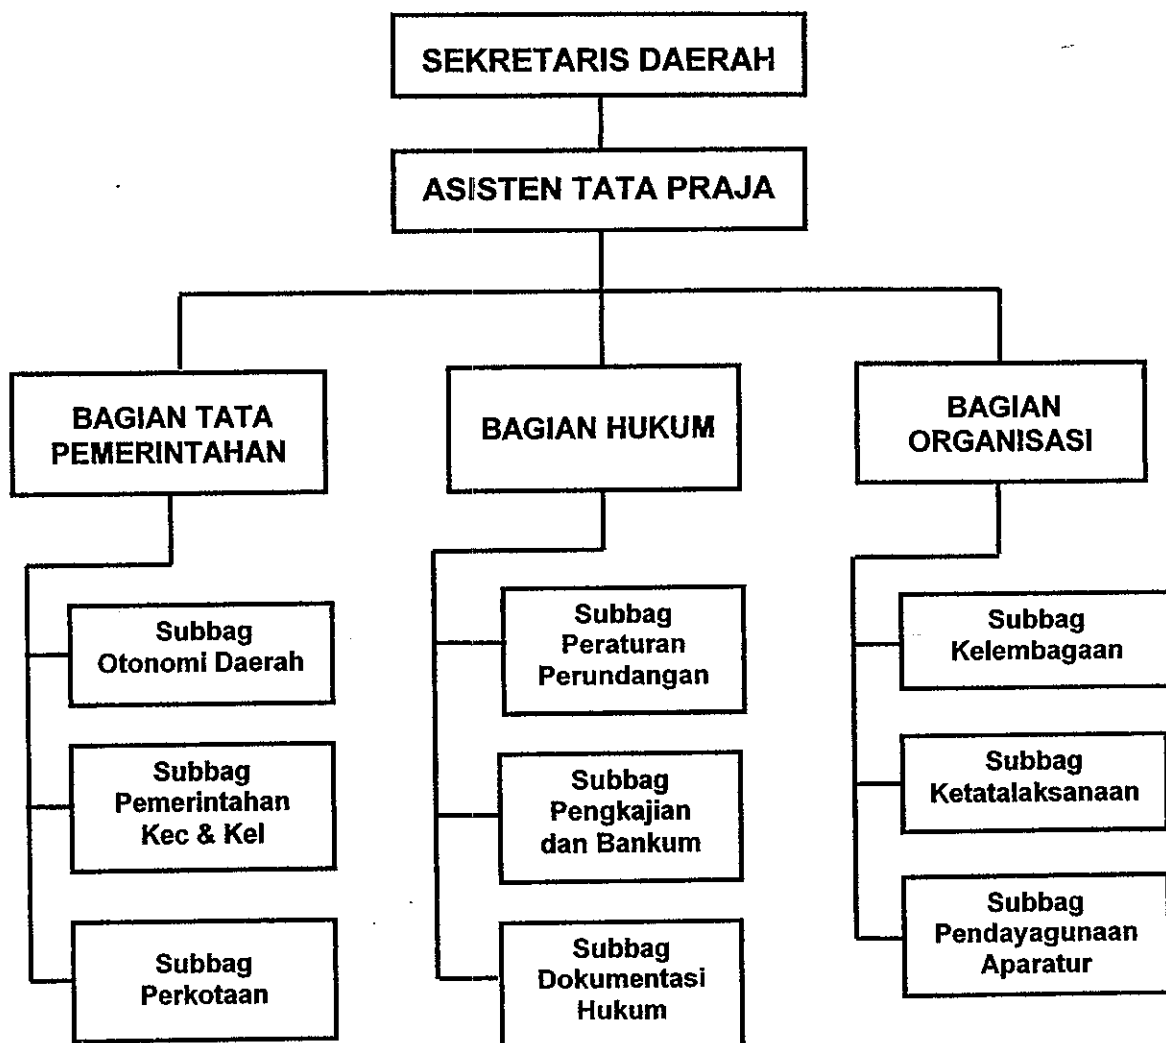 SEKRETARIS DAERAH
ASISTEN TATA PRAJA
BAGIAN TATA
PEMERINTAHAN
BAGIAN HUKUM
BAGIAN
ORGANISASI
Subbag
Otonomi Daerah
Subbag
Pemerintahan
Kec & Kel
Subbag
Perkotaan
Subbag
Peraturan
Perundangan
Subbag
Pengkajian
dan Bankum
Subbag
Dokumentasi
Hukum
Subbag
Kelembagaan
Subbag
Ketatalaksanaan
Subbag
Pendayagunaan
Aparatur